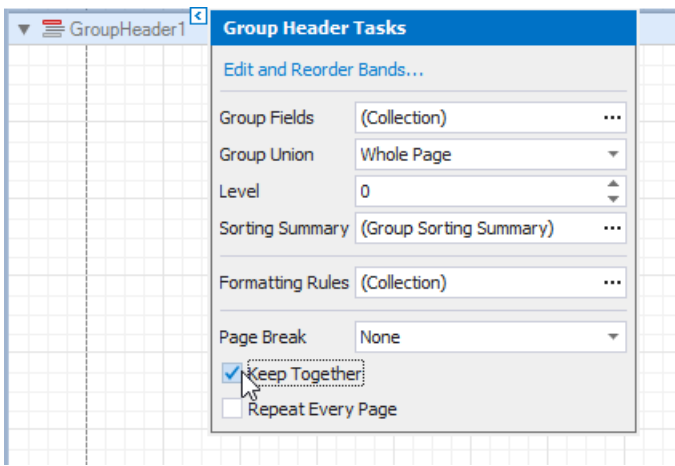 GroupHeader1
Group Header Tasks
Edit and Reorder Bands...
Group Fields (Collection) ...
Group Union Whole Page
Level 0
Sorting Summary (Group Sorting Summary) ...
Formatting Rules (Collection) ...
Page Break None
Keep Together
Repeat Every Page